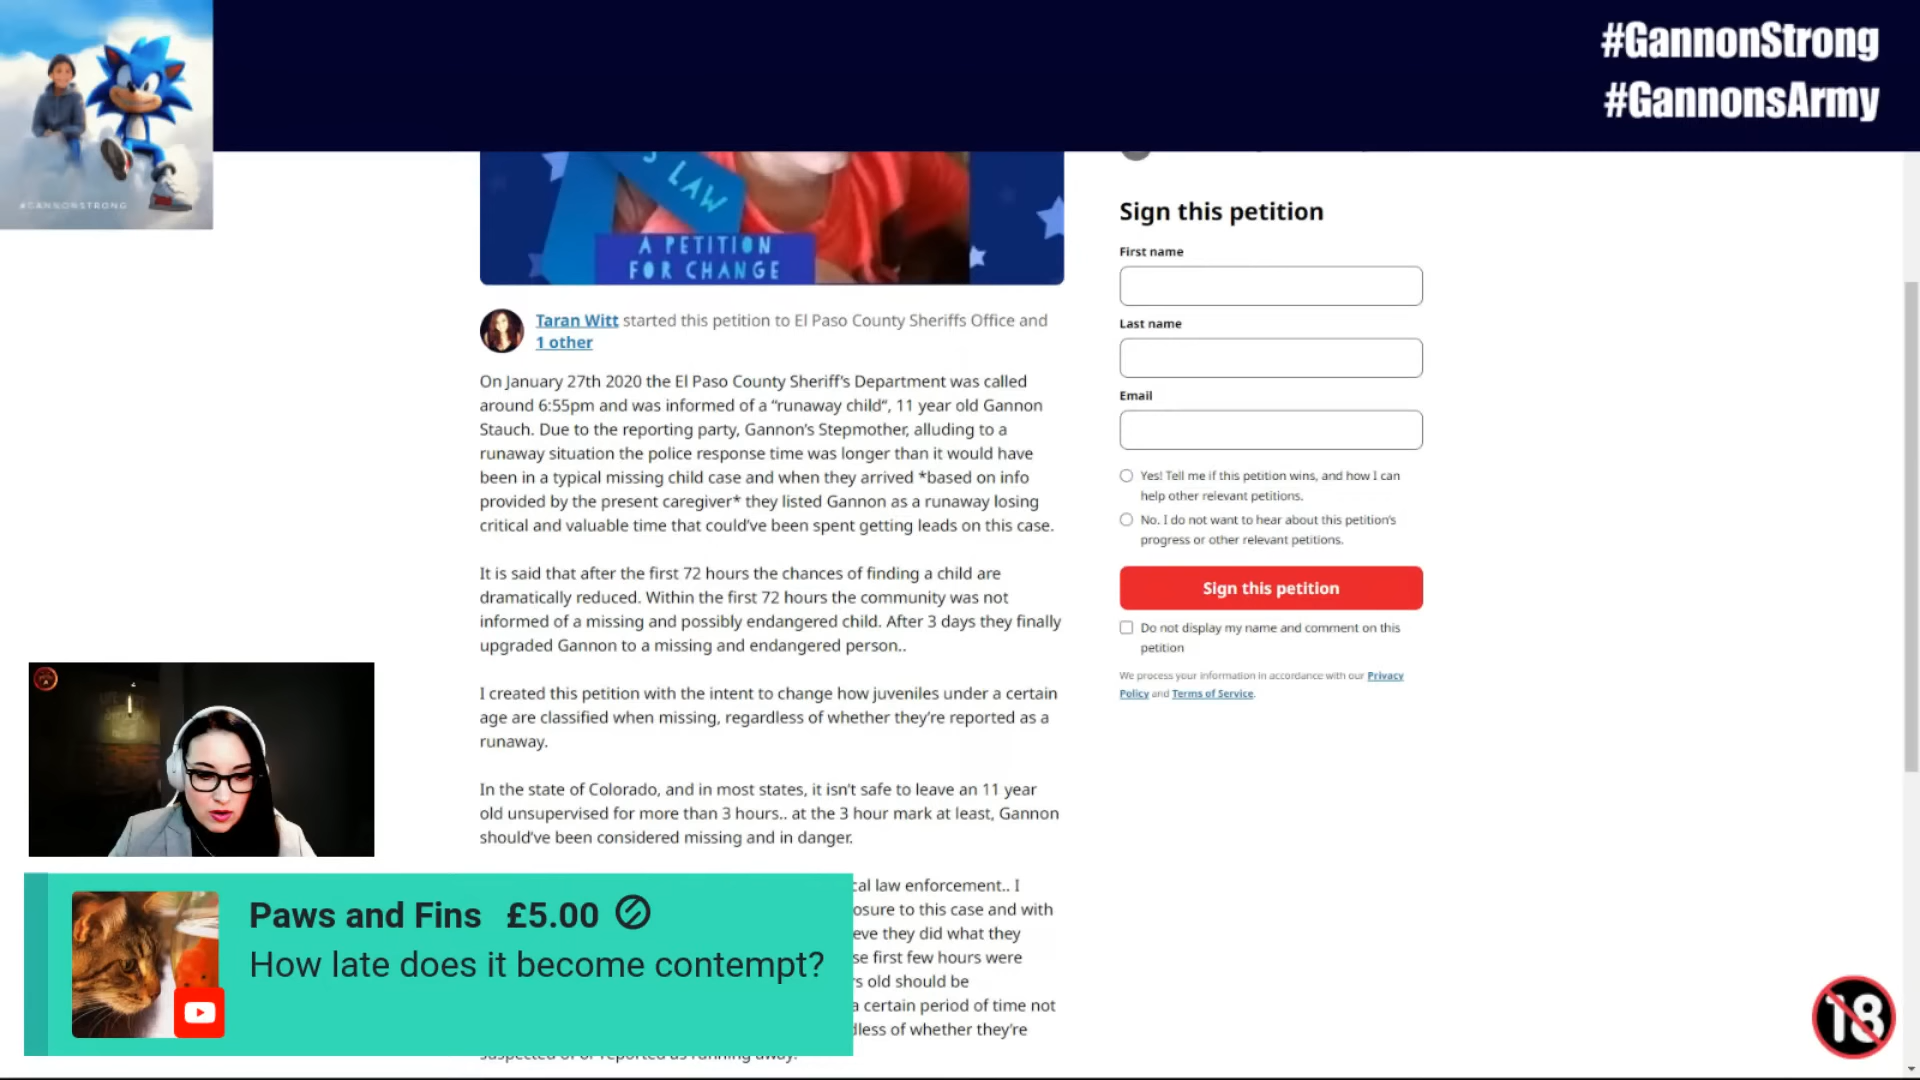 #GannonStrong
#GannonsArmy
#GANNONSTRONG
S LAW
A PETITION
FOR CHANGE
Taran Witt started this petition to El Paso County Sheriffs Office and
1 other
On January 27th 2020 the El Paso County Sheriff's Department was called
around 6:55pm and was informed of a "runaway child", 11 year old Gannon
Stauch. Due to the reporting party, Gannon's Stepmother, alluding to a
runaway situation the police response time was longer than it would have
been in a typical missing child case and when they arrived *based on info
provided by the present caregiver* they listed Gannon as a runaway losing
critical and valuable time that could've been spent getting leads on this case.
It is said that after the first 72 hours the chances of finding a child are
dramatically reduced. Within the first 72 hours the community was not
informed of a missing and possibly endangered child. After 3 days they finally
upgraded Gannon to a missing and endangered person..
I created this petition with the intent to change how juveniles under a certain
age are classified when missing, regardless of whether they're reported as a
runaway.
In the state of Colorado, and in most states, it isn't safe to leave an 11 year
old unsupervised for more than 3 hours.. at the 3 hour mark at least, Gannon
should've been considered missing and in danger.
cal law enforcement.. I
osure to this case and with
eve they did what they
se first few hours were
rs old should be
a certain period of time not
dless of whether they're
suspected of or reported as running away.
Sign this petition
First name
Last name
Email
Yes! Tell me if this petition wins, and how I can
help other relevant petitions.
No. I do not want to hear about this petition's
progress or other relevant petitions.
Sign this petition
Do not display my name and comment on this
petition
We process your information in accordance with our Privacy
Policy and Terms of Service.
Paws and Fins £5.00
How late does it become contempt?
18